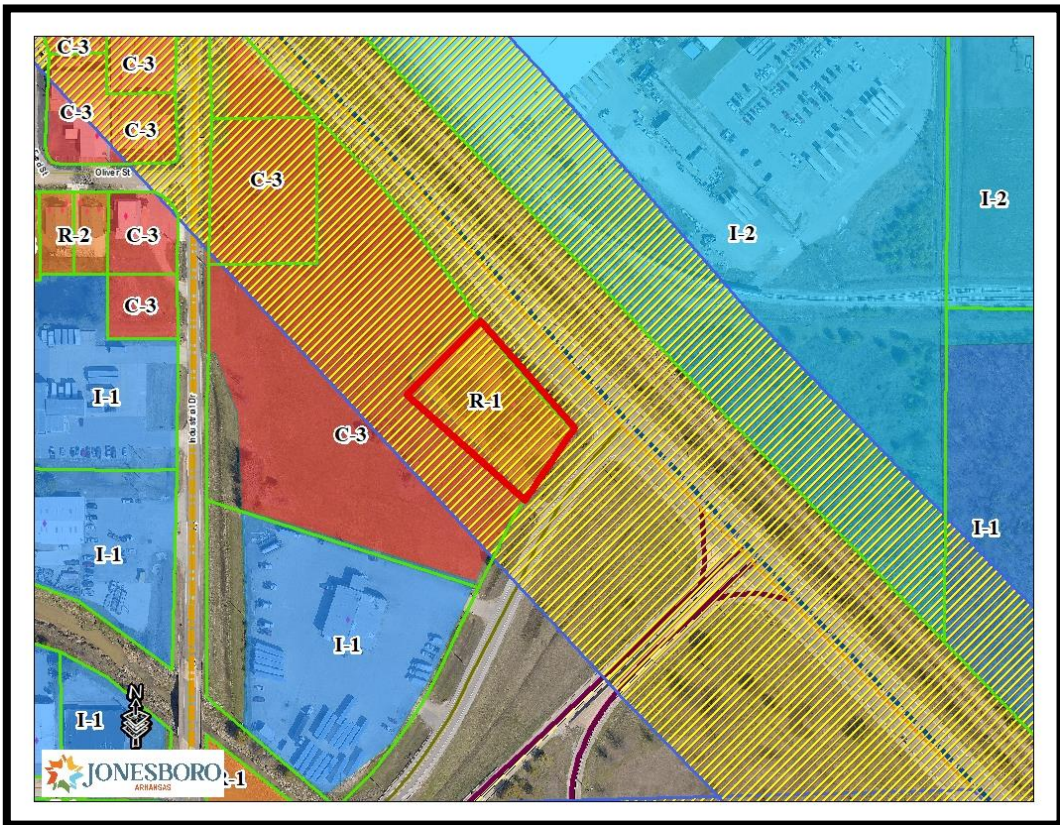 C-3
C-3
C-3
C-3
Oliver St
C-3
I-2
R-2
C-3
I-2
C-3
R-1
I-1
Industrial Dr
C-3
I-1
I-1
I-1
I-1
N
JONESBORO
ARKANSAS